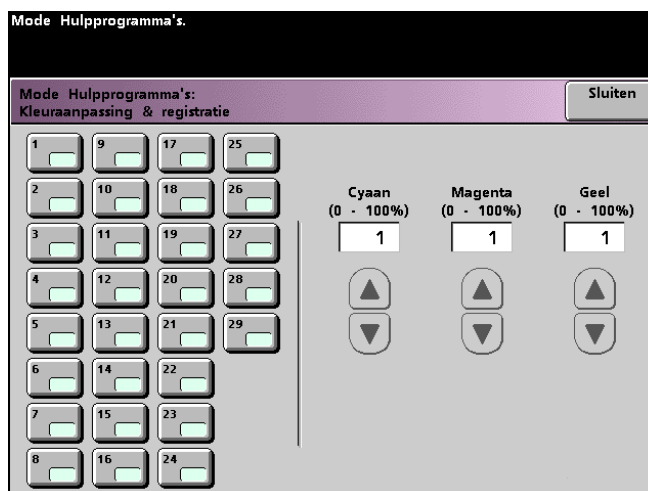 Mode Hulpprogramma's.
Mode Hulpprogramma's:
Kleuraanpassing & registratie
Sluiten
1 9 17 25
2 10 18 26
3 11 19 27
4 12 20 28
5 13 21 29
6 14 22
7 15 23
8 16 24
Cyaan Magenta Geel
(0 - 100%) (0 - 100%) (0 - 100%)
1 1 1